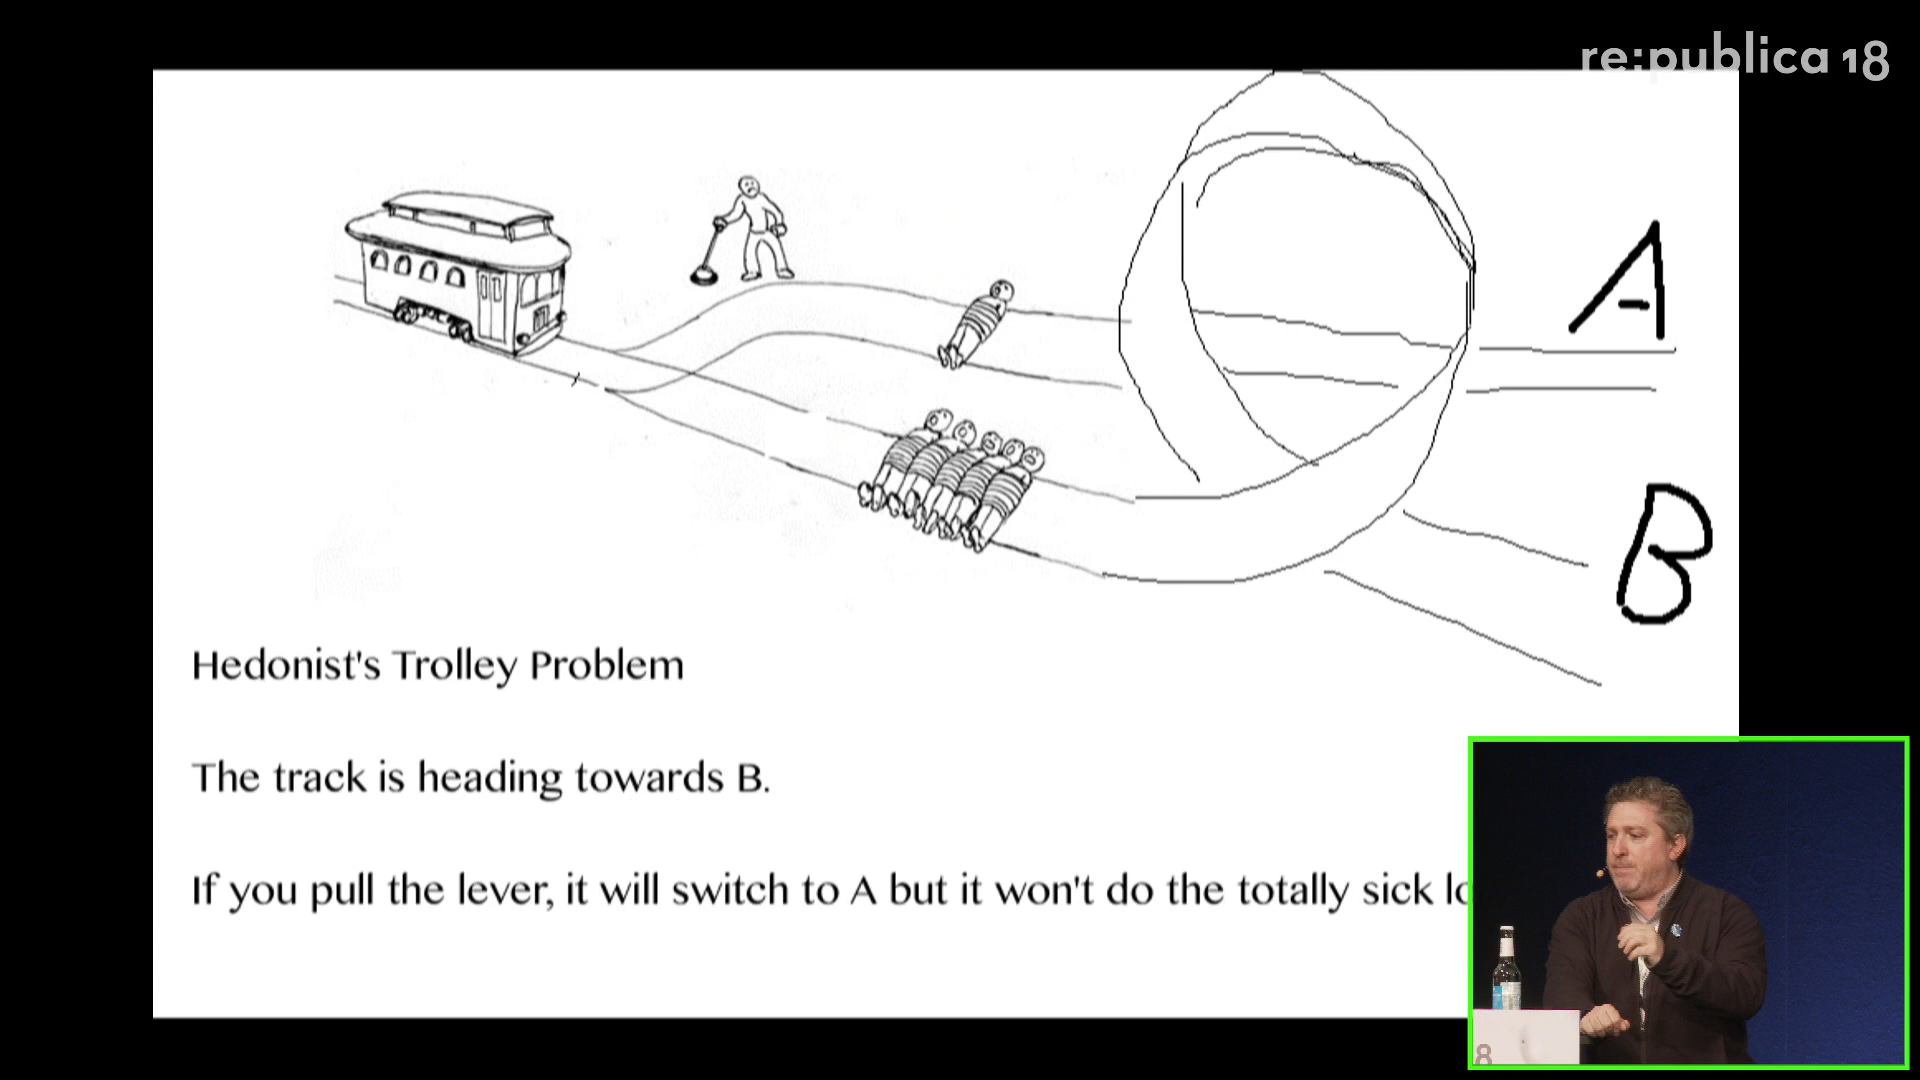 re:publica 18
A
B
Hedonist's Trolley Problem
The track is heading towards B.
If you pull the lever, it will switch to A but it won't do the totally sick
8